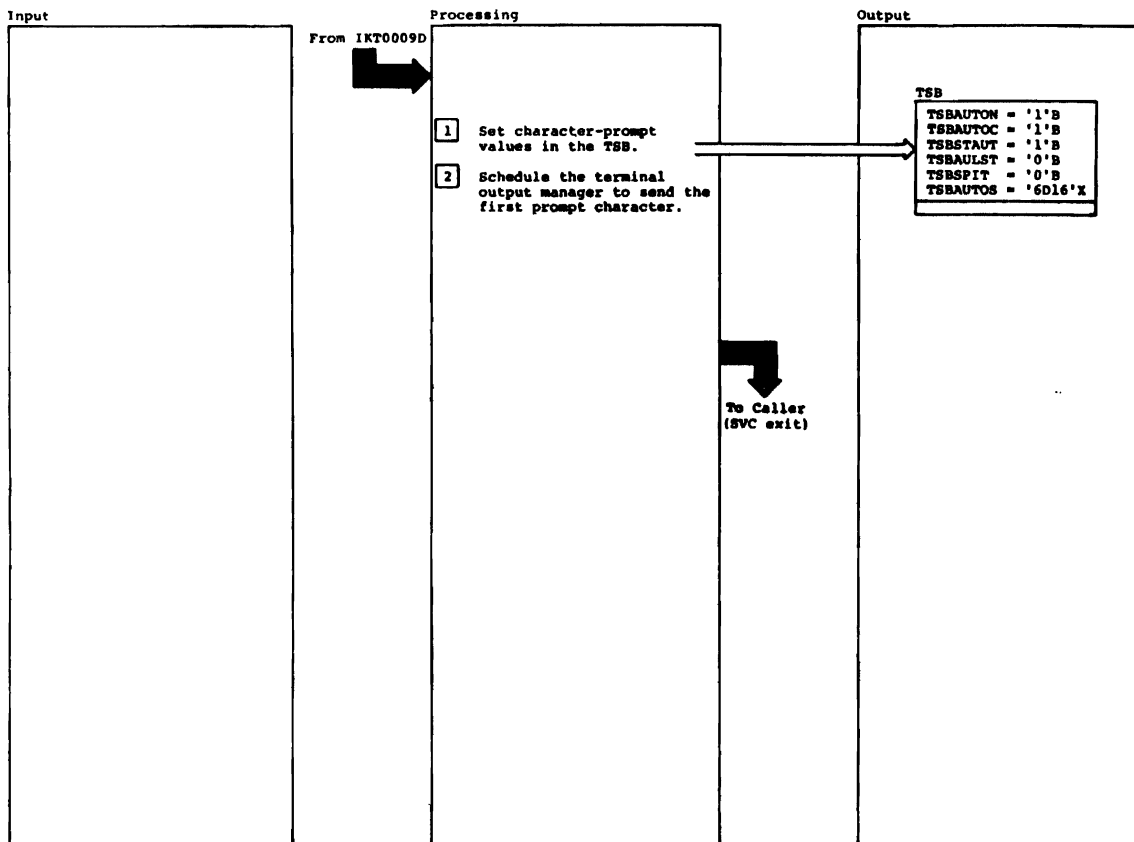 Input
Processing
Output
From IKT0009D
TSB
TSBAUTON = '1'B
TSBAUTOC = '1'B
TSBSTAUT = '1'B
TSBAULST = '0'B
TSBSPIT = '0'B
TSBAUTOS = '6D16'X
1 Set character-prompt
values in the TSB.
2 Schedule the terminal
output manager to send the
first prompt character.
To Caller
(SVC exit)